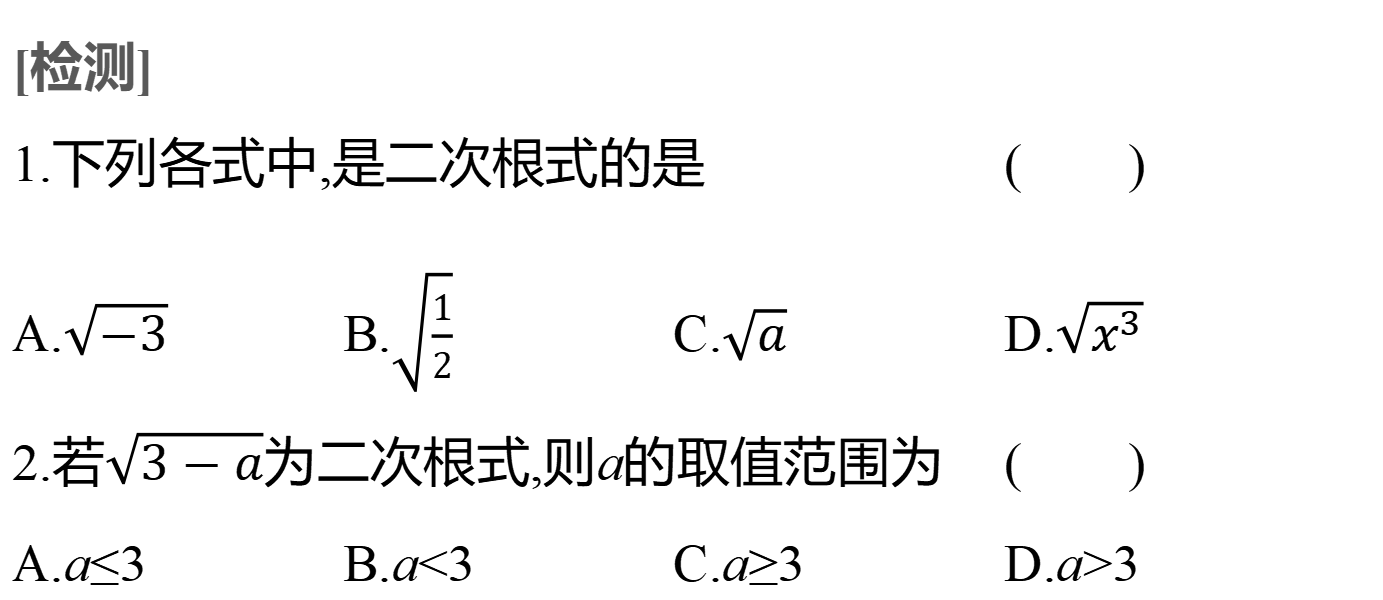 [检测]
1.下列各式中,是二次根式的是 ( )
A.√−3 B.√1/2 C.√a D.√x³
2.若√3 − a为二次根式,则a的取值范围为 ( )
A.a≤3 B.a<3 C.a≥3 D.a>3